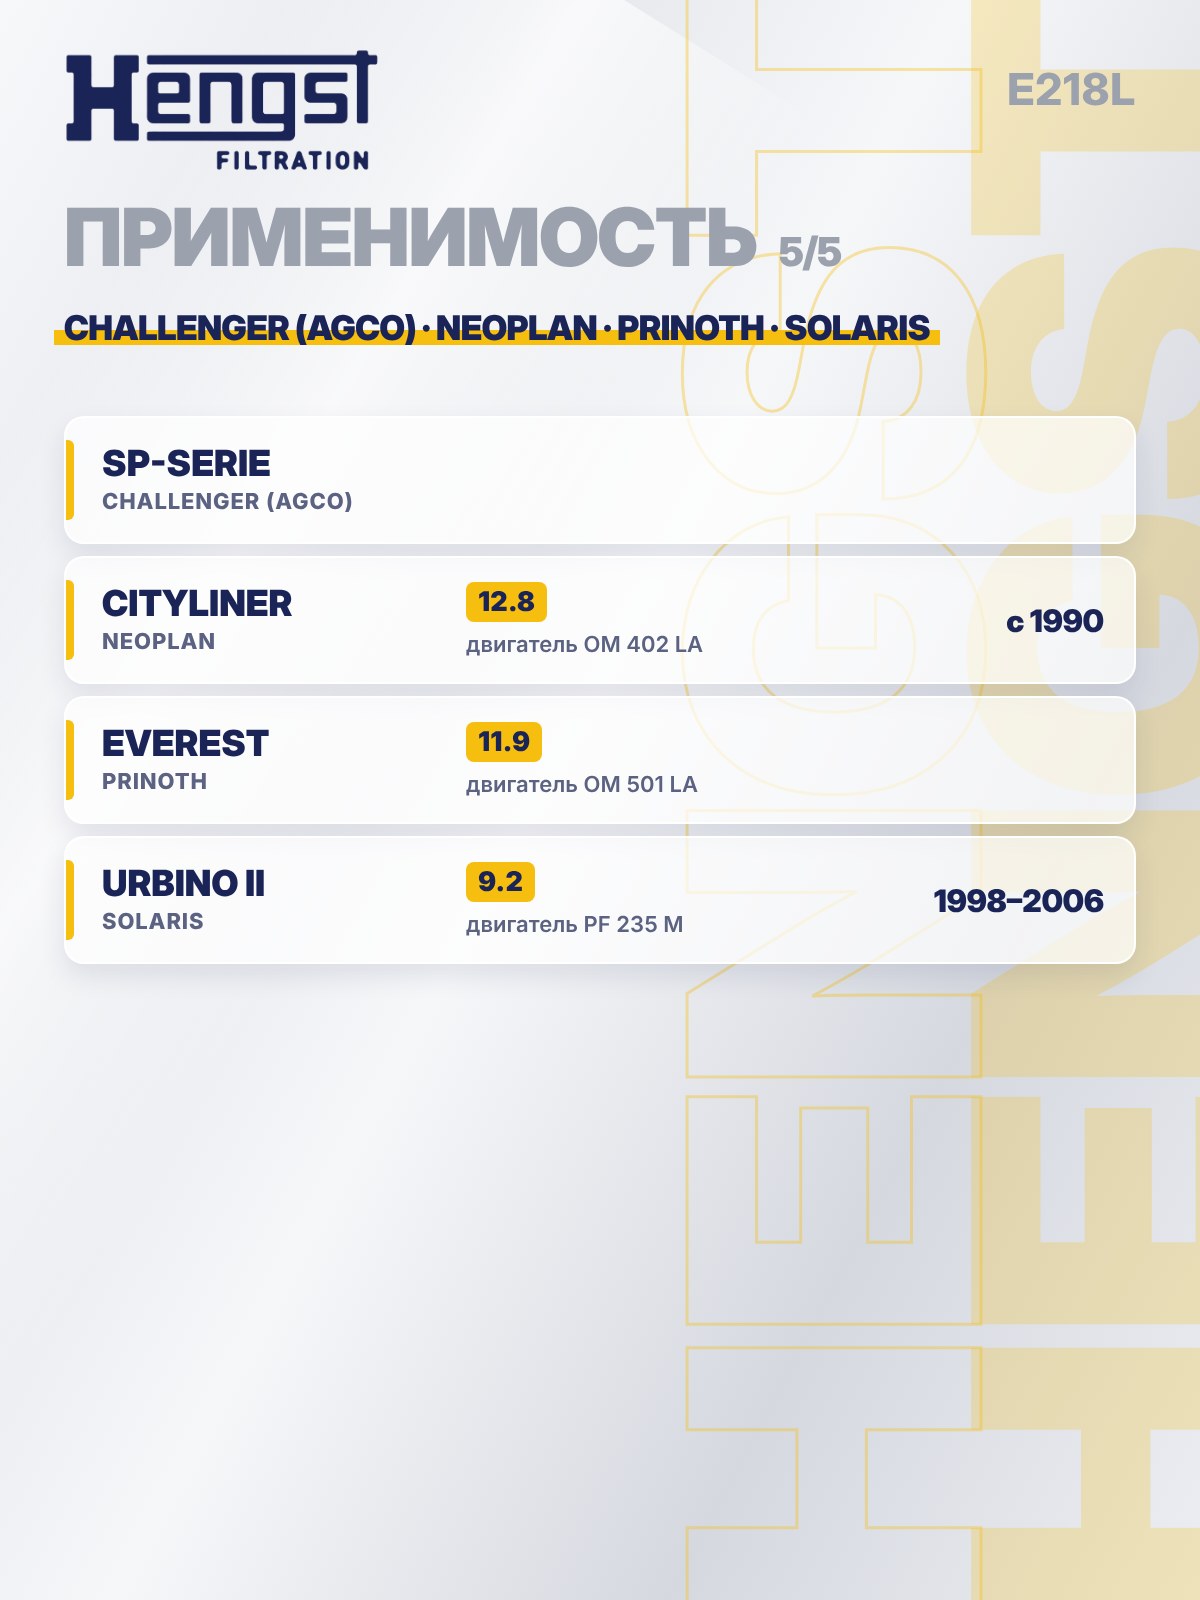 Hengst
FILTRATION
E218L
ПРИМЕНИМОСТЬ 5/5
CHALLENGER (AGCO) · NEOPLAN · PRINOTH · SOLARIS
SP-SERIE
CHALLENGER (AGCO)
CITYLINER
NEOPLAN
12.8
двигатель OM 402 LA
с 1990
EVEREST
PRINOTH
11.9
двигатель OM 501 LA
URBINO II
SOLARIS
9.2
двигатель PF 235 M
1998–2006
HENGST
HENGST